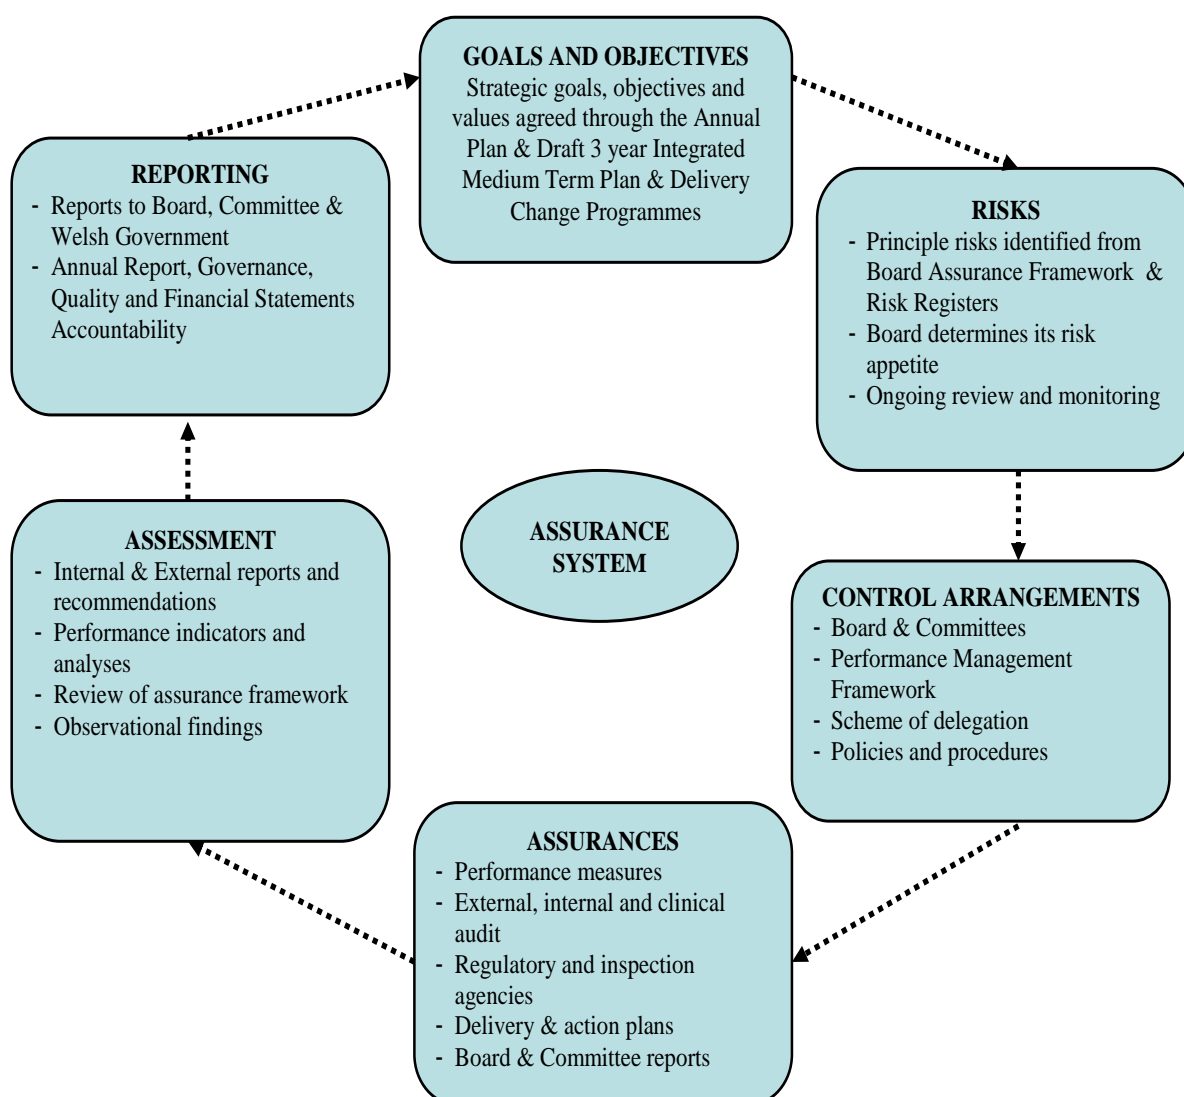 GOALS AND OBJECTIVES
Strategic goals, objectives and
values agreed through the Annual
Plan & Draft 3 year Integrated
Medium Term Plan & Delivery
Change Programmes
RISKS
- Principle risks identified from
Board Assurance Framework &
Risk Registers
- Board determines its risk
appetite
- Ongoing review and monitoring
CONTROL ARRANGEMENTS
- Board & Committees
- Performance Management
Framework
- Scheme of delegation
- Policies and procedures
ASSURANCES
- Performance measures
- External, internal and clinical
audit
- Regulatory and inspection
agencies
- Delivery & action plans
- Board & Committee reports
ASSESSMENT
- Internal & External reports and
recommendations
- Performance indicators and
analyses
- Review of assurance framework
- Observational findings
REPORTING
- Reports to Board, Committee &
Welsh Government
- Annual Report, Governance,
Quality and Financial Statements
Accountability
ASSURANCE
SYSTEM